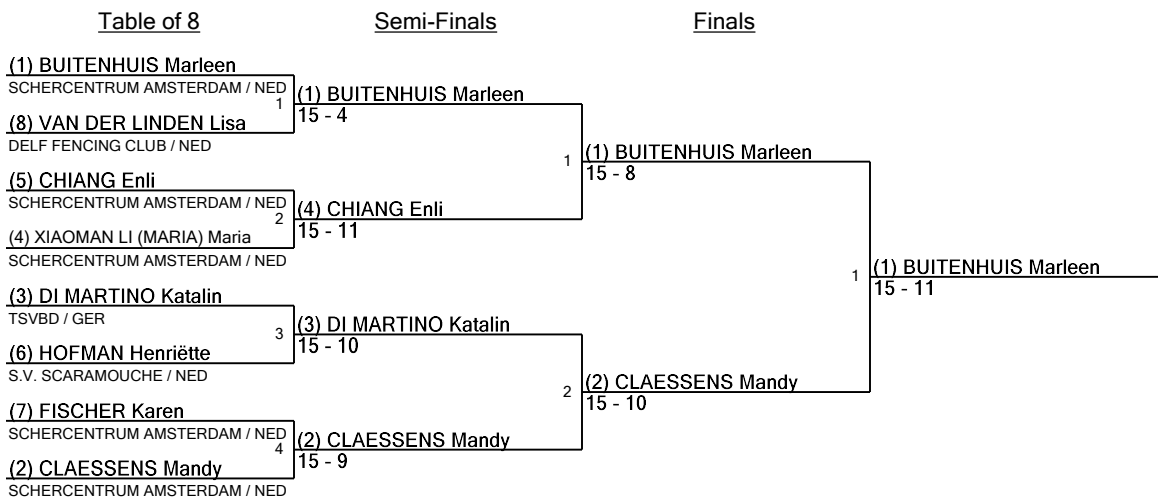 Table of 8
Semi-Finals
Finals
(1) BUITENHUIS Marleen
SCHERCENTRUM AMSTERDAM / NED
1
(8) VAN DER LINDEN Lisa
DELF FENCING CLUB / NED
(5) CHIANG Enli
SCHERCENTRUM AMSTERDAM / NED
2
(4) XIAOMAN LI (MARIA) Maria
SCHERCENTRUM AMSTERDAM / NED
(3) DI MARTINO Katalin
TSVBD / GER
3
(6) HOFMAN Henriëtte
S.V. SCARAMOUCHE / NED
(7) FISCHER Karen
SCHERCENTRUM AMSTERDAM / NED
4
(2) CLAESSENS Mandy
SCHERCENTRUM AMSTERDAM / NED
(1) BUITENHUIS Marleen
15 - 4
1
(4) CHIANG Enli
15 - 11
(3) DI MARTINO Katalin
15 - 10
2
(2) CLAESSENS Mandy
15 - 9
(1) BUITENHUIS Marleen
15 - 8
1
(2) CLAESSENS Mandy
15 - 10
(1) BUITENHUIS Marleen
15 - 11